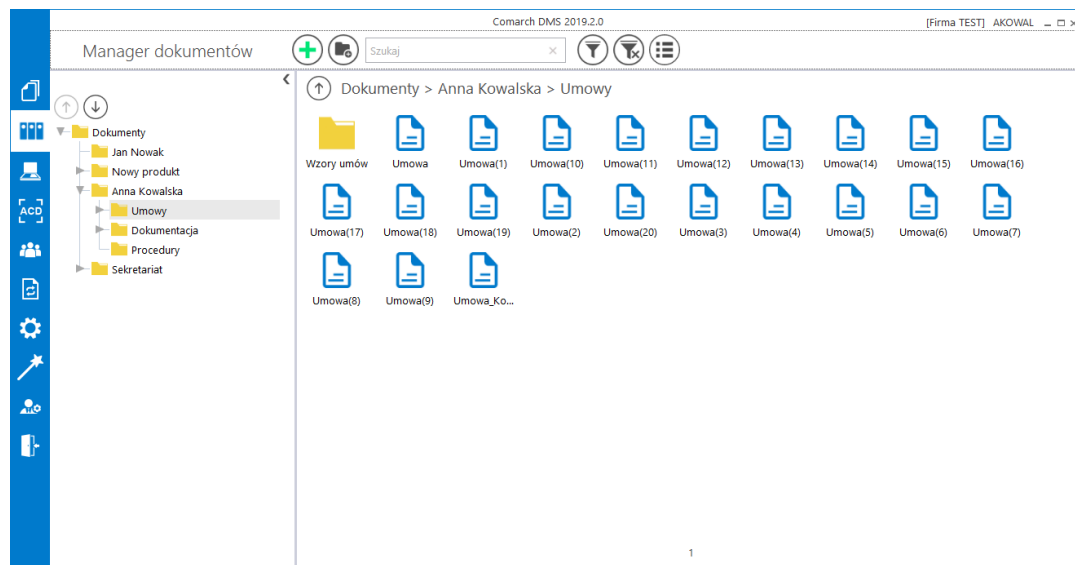 Comarch DMS 2019.2.0
[Firma TEST] AKOWAL
Manager dokumentów
Szukaj
Dokumenty > Anna Kowalska > Umowy
ACD
Dokumenty
Jan Nowak
Nowy produkt
Anna Kowalska
Umowy
Dokumentacja
Procedury
Sekretariat
Wzory umów Umowa Umowa(1) Umowa(10) Umowa(11) Umowa(12) Umowa(13) Umowa(14) Umowa(15) Umowa(16)
Umowa(17) Umowa(18) Umowa(19) Umowa(2) Umowa(20) Umowa(3) Umowa(4) Umowa(5) Umowa(6) Umowa(7)
Umowa(8) Umowa(9) Umowa_Ko...
1